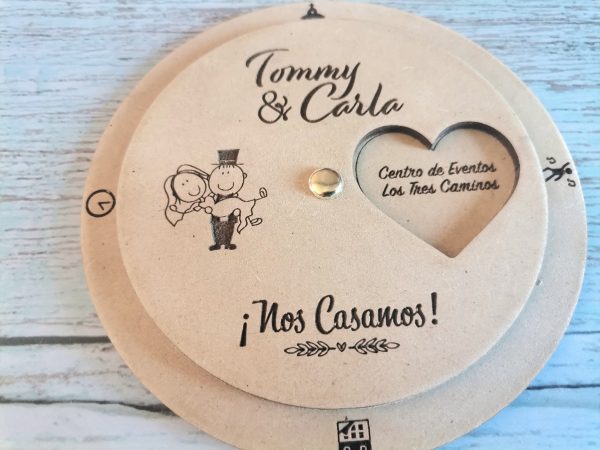 Tommy
& Carla
Centro de Eventos
Los Tres Caminos
¡Nos Casamos!